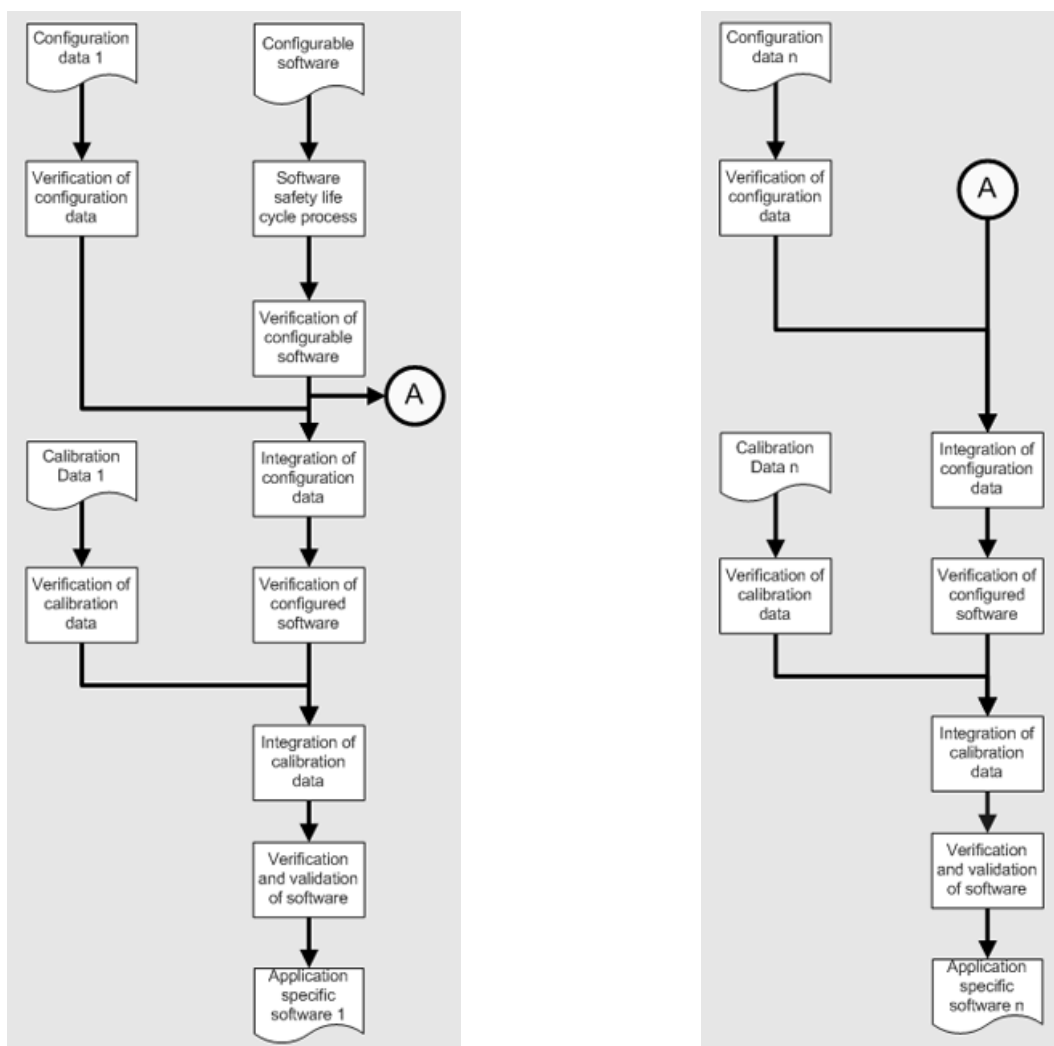 Configuration
data 1
Configurable
software
Verification of
configuration
data
Software
safety life
cycle process
Verification of
configurable
software
A
Calibration
Data 1
Integration of
configuration
data
Verification of
calibration
data
Verification of
configured
software
Integration of
calibration
data
Verification
and validation
of software
Application
specific
software 1
Configuration
data n
Verification of
configuration
data
A
Calibration
Data n
Integration of
configuration
data
Verification of
calibration
data
Verification of
configured
software
Integration of
calibration
data
Verification
and validation
of software
Application
specific
software n